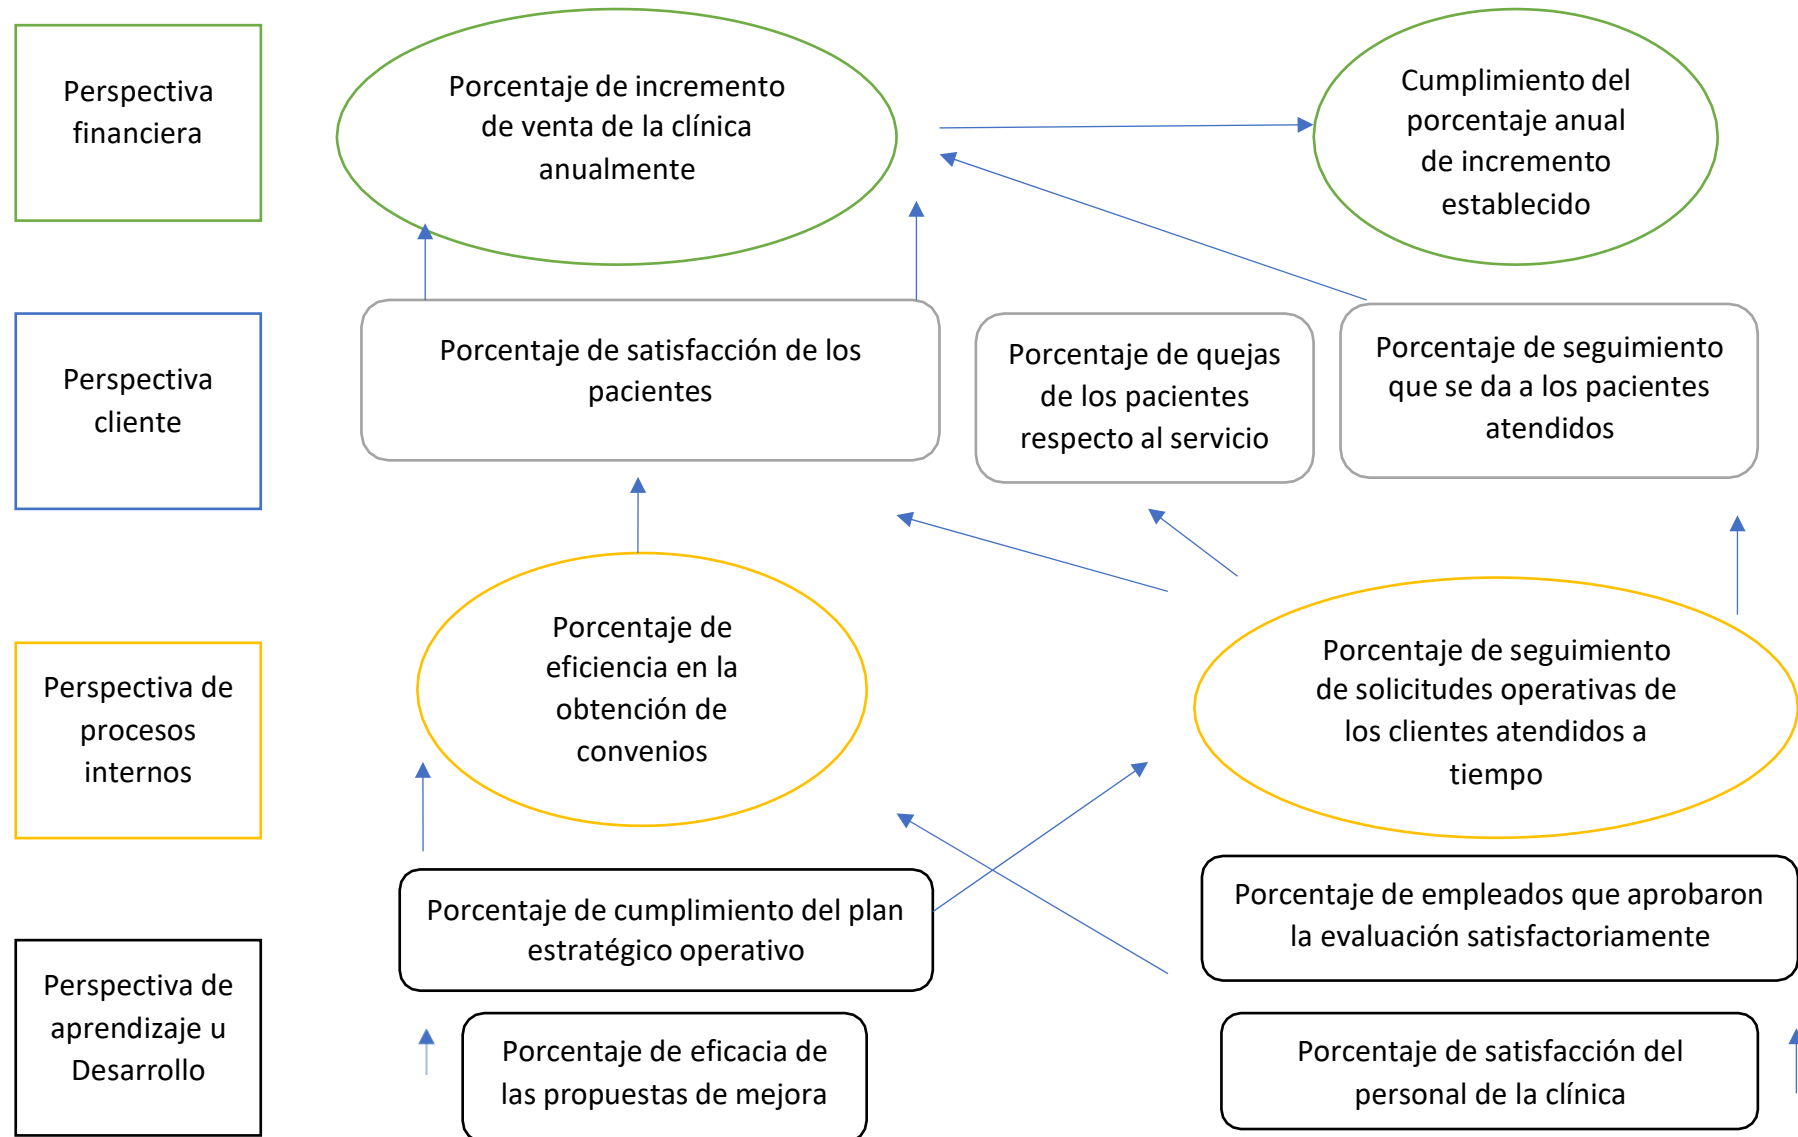 Perspectiva
financiera
Porcentaje de incremento
de venta de la clínica
anualmente
Cumplimiento del
porcentaje anual
de incremento
establecido
Perspectiva
cliente
Porcentaje de satisfacción de los
pacientes
Porcentaje de quejas
de los pacientes
respecto al servicio
Porcentaje de seguimiento
que se da a los pacientes
atendidos
Perspectiva de
procesos
internos
Porcentaje de
eficiencia en la
obtención de
convenios
Porcentaje de seguimiento
de solicitudes operativas de
los clientes atendidos a
tiempo
Perspectiva de
aprendizaje u
Desarrollo
Porcentaje de cumplimiento del plan
estratégico operativo
Porcentaje de empleados que aprobaron
la evaluación satisfactoriamente
Porcentaje de eficacia de
las propuestas de mejora
Porcentaje de satisfacción del
personal de la clínica